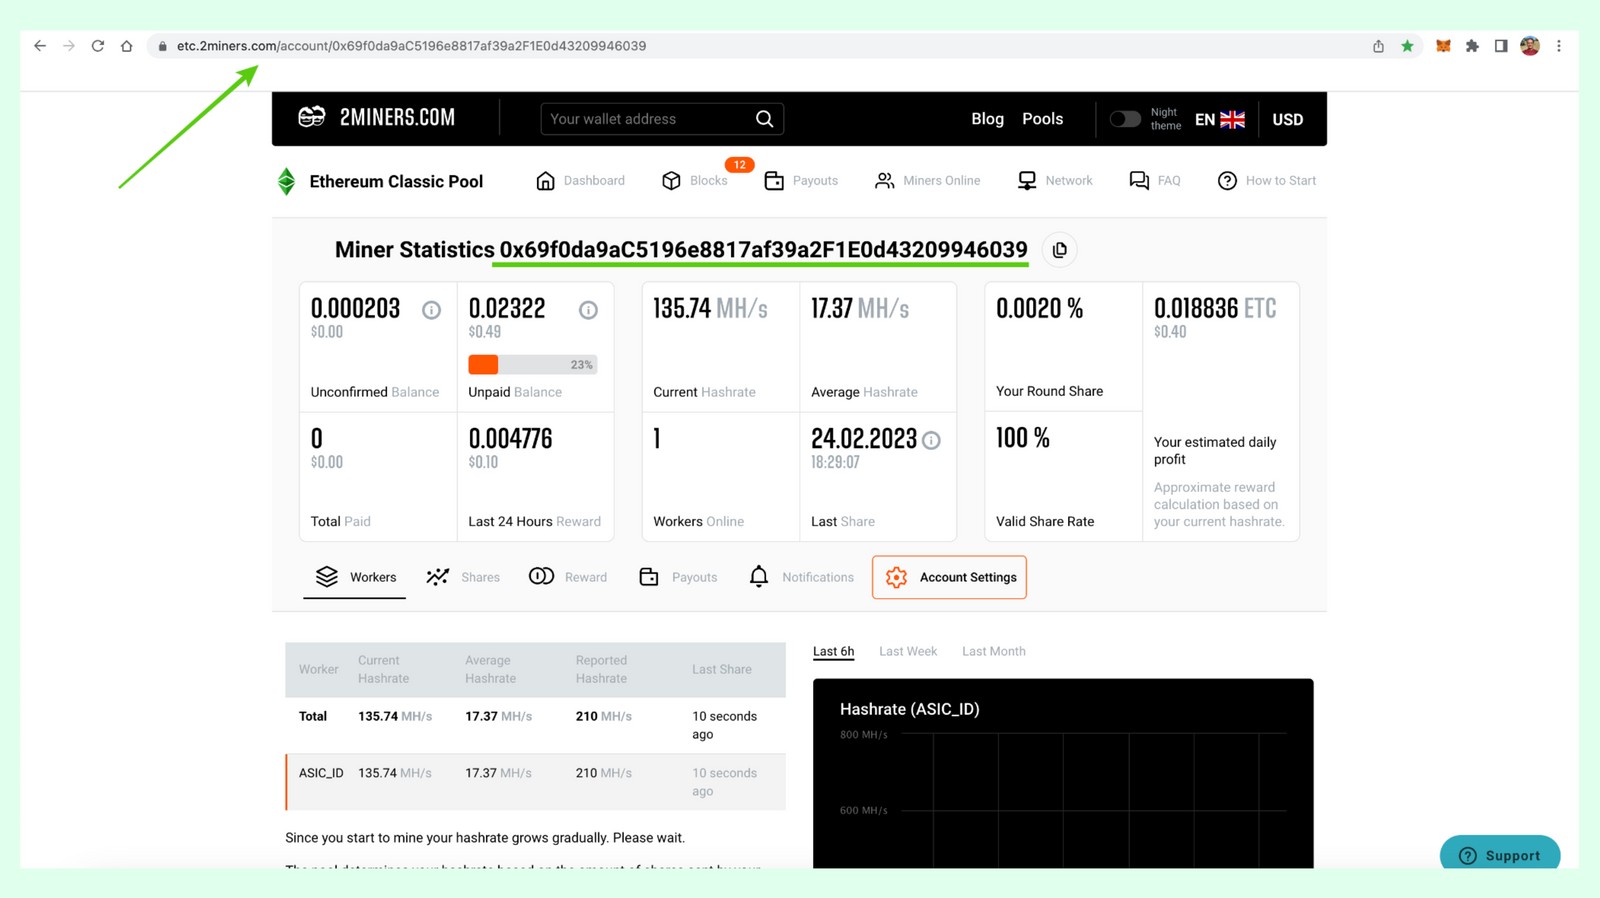 etc.2miners.com/account/0x69f0da9aC5196e8817af39a2F1E0d43209946039
2MINERS.COM
Your wallet address
Blog
Pools
Night theme
EN
USD
Ethereum Classic Pool
Dashboard
Blocks
12
Payouts
Miners Online
Network
FAQ
How to Start
Miner Statistics 0x69f0da9aC5196e8817af39a2F1E0d43209946039
0.000203
$0.00
Unconfirmed Balance
0.02322
$0.49
23%
Unpaid Balance
135.74 MH/s
Current Hashrate
17.37 MH/s
Average Hashrate
0.0020 %
Your Round Share
0.018836 ETC
$0.40
Your estimated daily
profit
Approximate reward
calculation based on
your current hashrate.
0
$0.00
Total Paid
0.004776
$0.10
Last 24 Hours Reward
1
Workers Online
24.02.2023
18:29:07
Last Share
100 %
Valid Share Rate
Workers
Shares
Reward
Payouts
Notifications
Account Settings
Worker
Current Hashrate
Average Hashrate
Reported Hashrate
Last Share
Total 135.74 MH/s 17.37 MH/s 210 MH/s 10 seconds ago
ASIC_ID 135.74 MH/s 17.37 MH/s 210 MH/s 10 seconds ago
Since you start to mine your hashrate grows gradually. Please wait.
Last 6h
Last Week
Last Month
Hashrate (ASIC_ID)
800 MH/s
600 MH/s
Support